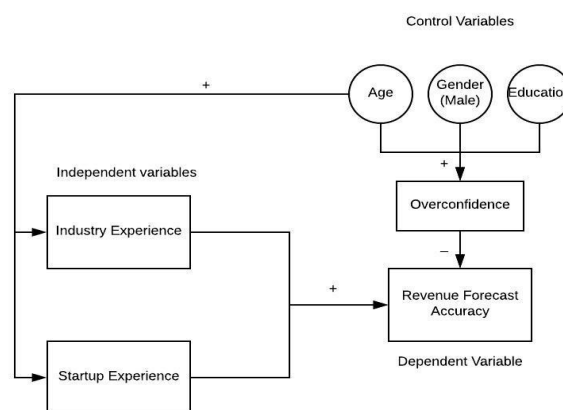 Control Variables
Age
Gender
(Male)
Educatio
+
Independent variables
+
Industry Experience
Overconfidence
–
+
Revenue Forecast
Accuracy
Startup Experience
Dependent Variable